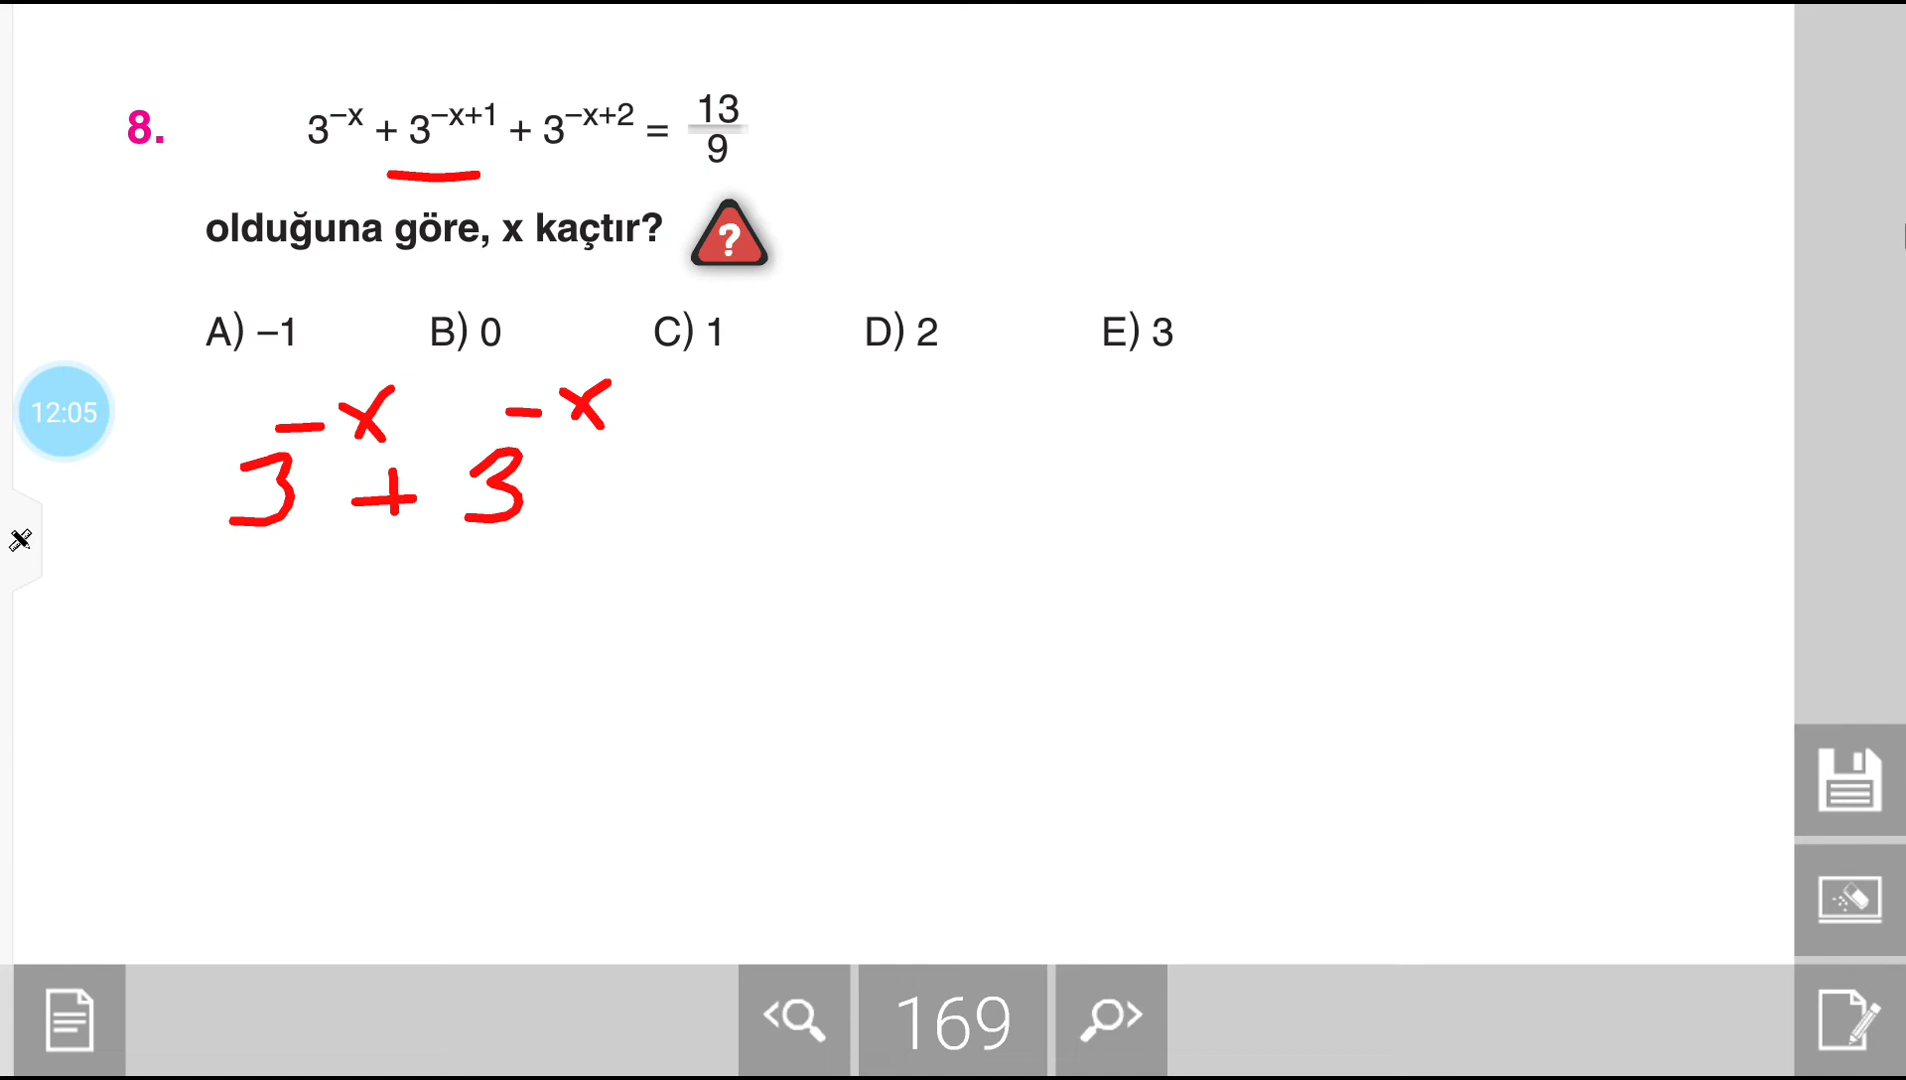 8. 3^{–x} + 3^{–x+1} + 3^{–x+2} = 13/9
olduğuna göre, x kaçtır? ?
A) –1 B) 0 C) 1 D) 2 E) 3
12:05
3^{-x} + 3^{-x}
169